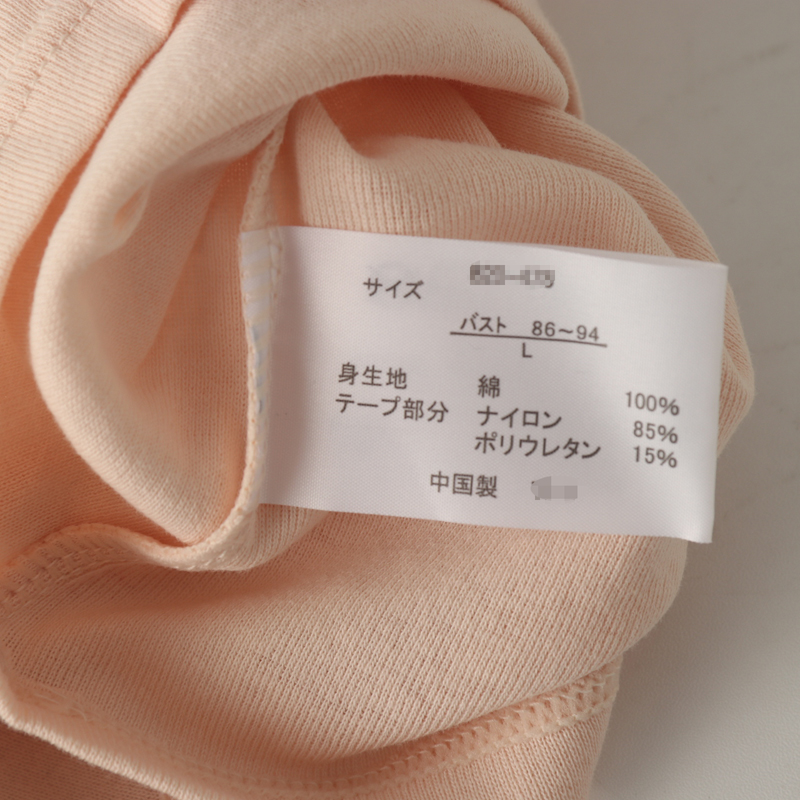 サイズ
バスト 86～94
L
身生地 綿 100%
テープ部分 ナイロン 85%
ポリウレタン 15%
中国製